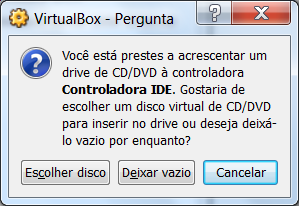 VirtualBox - Pergunta
Você está prestes a acrescentar um
drive de CD/DVD à controladora
Controladora IDE. Gostaria de
escolher um disco virtual de CD/DVD
para inserir no drive ou deseja deixá-
lo vazio por enquanto?
Escolher disco Deixar vazio Cancelar